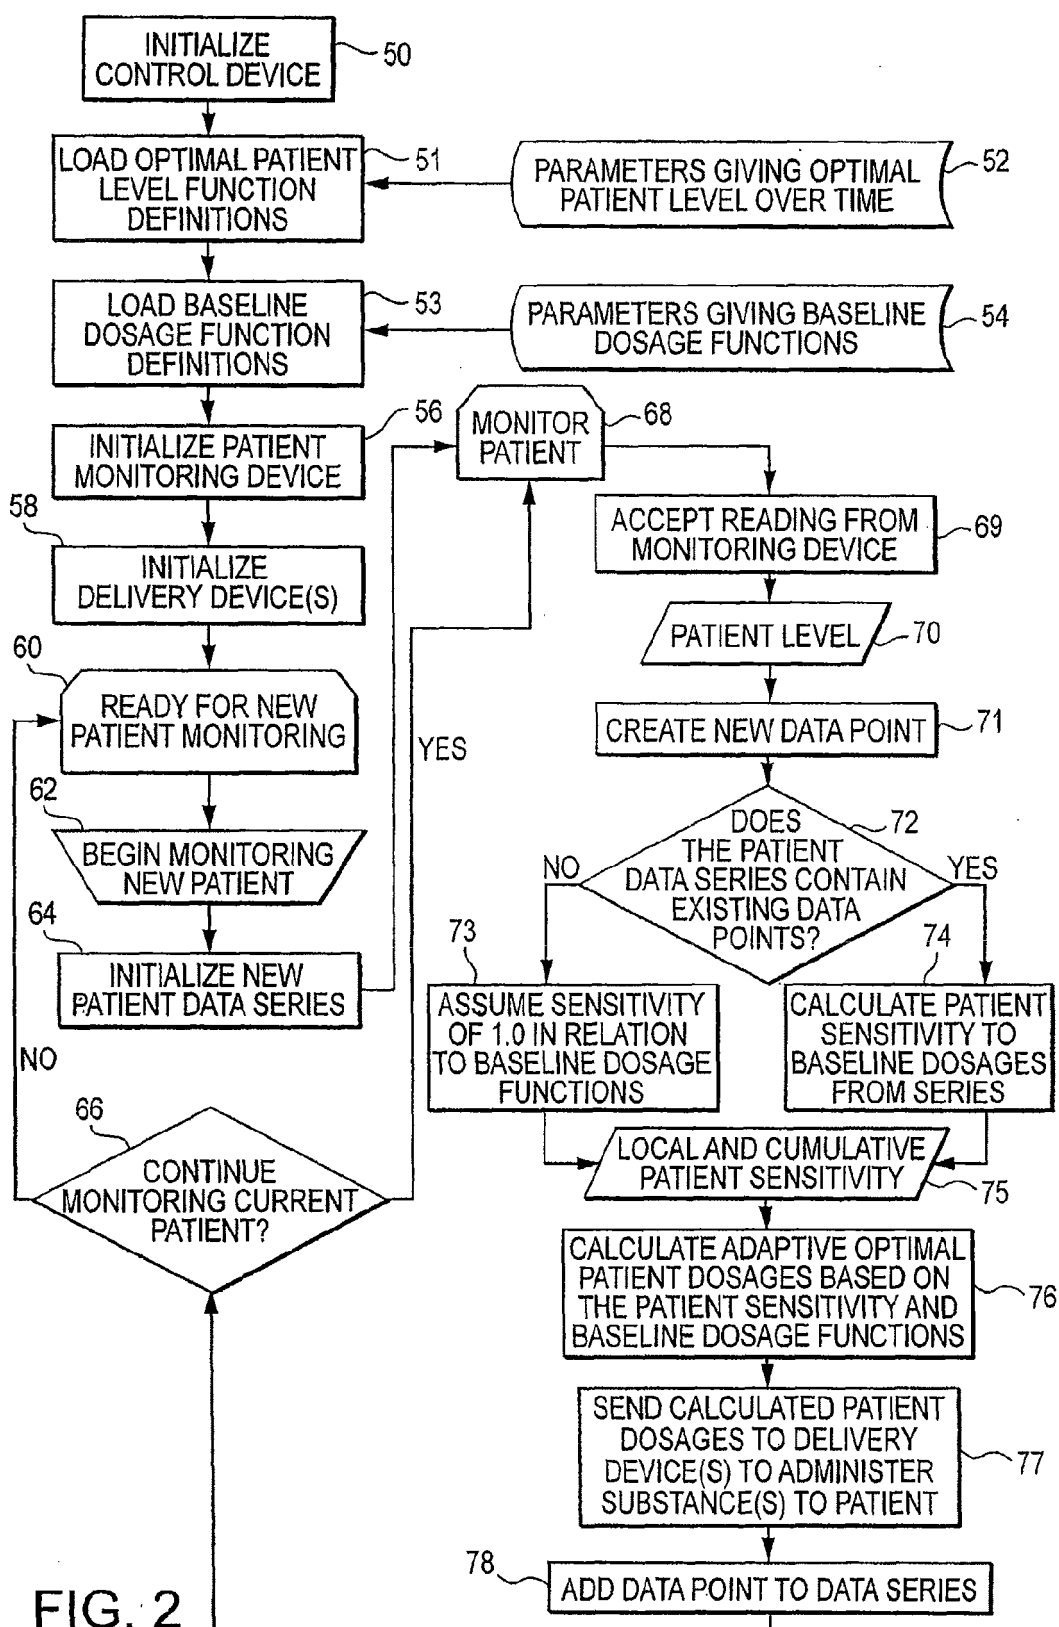 INITIALIZE
CONTROL DEVICE
50
LOAD OPTIMAL PATIENT
LEVEL FUNCTION
DEFINITIONS
51
PARAMETERS GIVING OPTIMAL
PATIENT LEVEL OVER TIME
52
LOAD BASELINE
DOSAGE FUNCTION
DEFINITIONS
53
PARAMETERS GIVING BASELINE
DOSAGE FUNCTIONS
54
INITIALIZE PATIENT
MONITORING DEVICE
56
58
INITIALIZE
DELIVERY DEVICE(S)
60
READY FOR NEW
PATIENT MONITORING
62
BEGIN MONITORING
NEW PATIENT
64
INITIALIZE NEW
PATIENT DATA SERIES
NO
66
CONTINUE
MONITORING CURRENT
PATIENT?
YES
MONITOR
PATIENT
68
ACCEPT READING FROM
MONITORING DEVICE
69
PATIENT LEVEL
70
CREATE NEW DATA POINT
71
DOES
THE PATIENT
DATA SERIES CONTAIN
EXISTING DATA
POINTS?
72
NO
YES
73
ASSUME SENSITIVITY
OF 1.0 IN RELATION
TO BASELINE DOSAGE
FUNCTIONS
74
CALCULATE PATIENT
SENSITIVITY TO
BASELINE DOSAGES
FROM SERIES
LOCAL AND CUMULATIVE
PATIENT SENSITIVITY
75
CALCULATE ADAPTIVE OPTIMAL
PATIENT DOSAGES BASED ON
THE PATIENT SENSITIVITY AND
BASELINE DOSAGE FUNCTIONS
76
SEND CALCULATED PATIENT
DOSAGES TO DELIVERY
DEVICE(S) TO ADMINISTER
SUBSTANCE(S) TO PATIENT
77
78
ADD DATA POINT TO DATA SERIES
FIG. 2